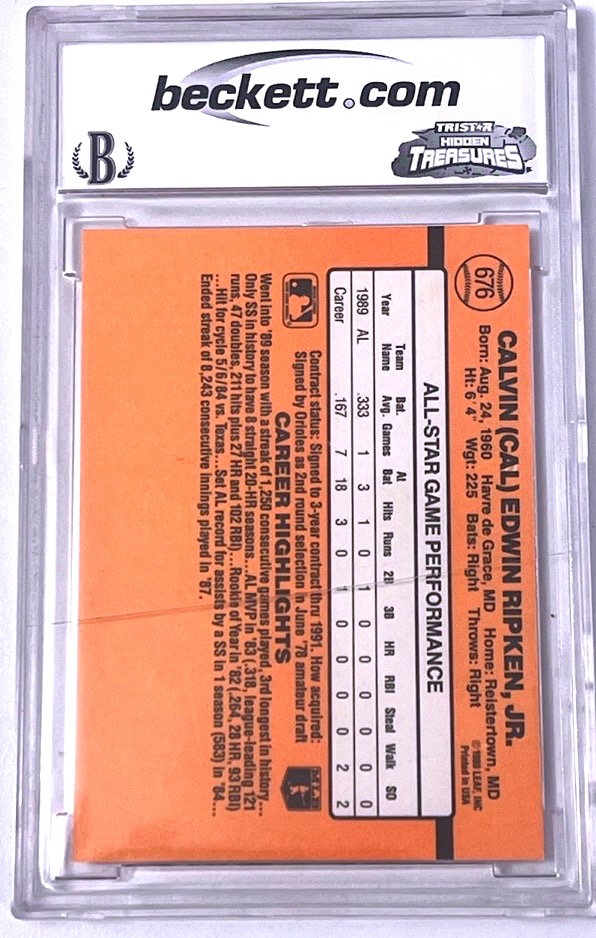 beckett.com
B
TRISTAR
HIDDEN
TREASURES
676
CALVIN (CAL) EDWIN RIPKEN, JR.
Born: Aug. 24, 1960 Havre de Grace, MD Home: Reistertown, MD
Ht: 6' 4" Wgt: 225 Bats: Right Throws: Right
©1989 LEAF, INC
Printed in USA
ALL-STAR GAME PERFORMANCE
Year Team Name Bat. Avg. Games At Bat Hits Runs 2B 3B HR RBI Steal Walk SO
1989 AL .333 1 3 1 0 1 0 0 0 0 0 0
Career .167 7 18 3 0 1 0 0 0 0 2 2
Contract status: Signed to 3-year contract thru 1991. How acquired:
Signed by Orioles as 2nd round selection in June '78 amateur draft
CAREER HIGHLIGHTS
Went into '89 season with a streak of 1,250 consecutive games played, 3rd longest in history...
Only SS in history to have 8 straight 20-HR seasons...AL MVP in '83 (.318, league-leading 121
runs, 47 doubles, 211 hits plus 27 HR and 102 RBI)...Rookie of Year in '82 (.264, 28 HR, 93 RBI)
...Hit for cycle 5/6/84 vs. Texas...Set AL record for assists by a SS in 1 season (583) in '84...
Ended streak of 8,243 consecutive innings played in '87.